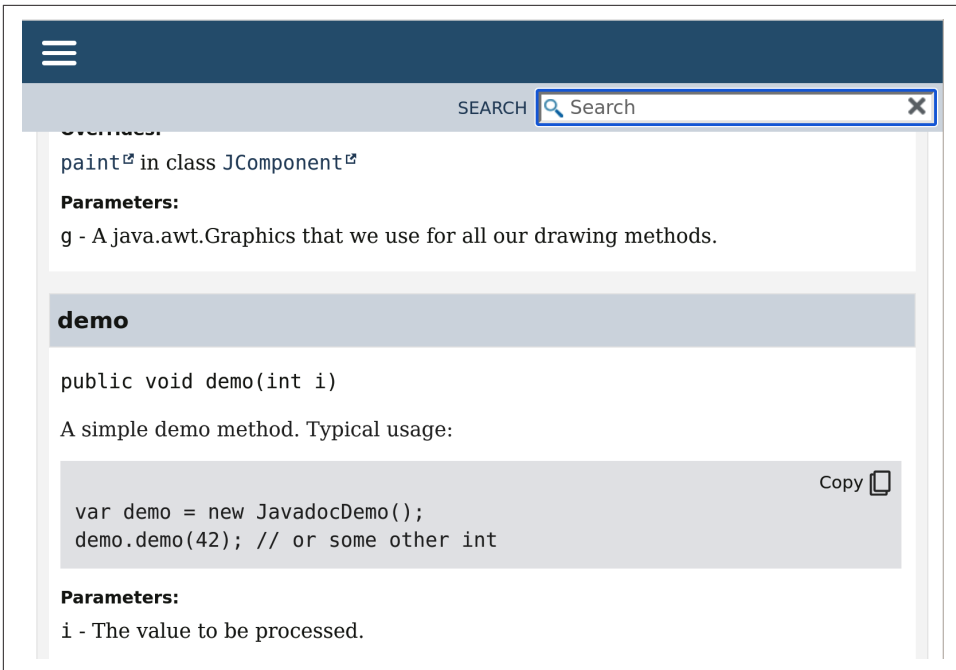 SEARCH Search
Overrides:
paint in class JComponent
Parameters:
g - A java.awt.Graphics that we use for all our drawing methods.
demo
public void demo(int i)
A simple demo method. Typical usage:
Copy
var demo = new JavadocDemo();
demo.demo(42); // or some other int
Parameters:
i - The value to be processed.